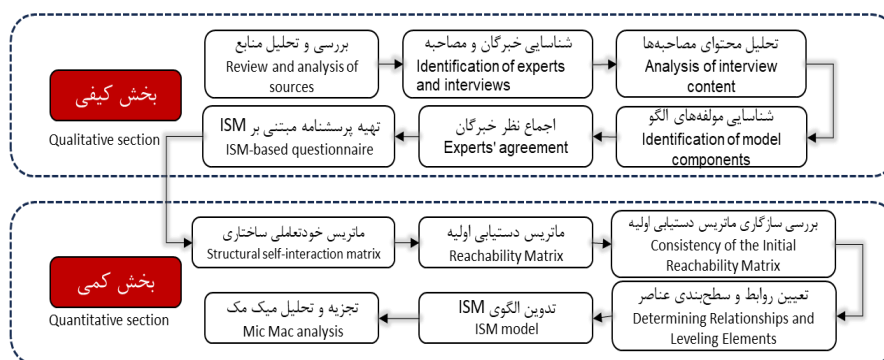 بخش کیفی
Qualitative section
بررسی و تحلیل منابع
Review and analysis of
sources
شناسایی خبرگان و مصاحبه
Identification of experts
and interviews
تحلیل محتوای مصاحبه‌ها
Analysis of interview
content
شناسایی مولفه‌های الگو
Identification of model
components
اجماع نظر خبرگان
Experts' agreement
تهیه پرسشنامه مبتنی بر ISM
ISM-based questionnaire
بخش کمی
Quantitative section
ماتریس خودتعاملی ساختاری
Structural self-interaction matrix
ماتریس دستیابی اولیه
Reachability Matrix
بررسی سازگاری ماتریس دستیابی اولیه
Consistency of the Initial
Reachability Matrix
تعیین روابط و سطح‌بندی عناصر
Determining Relationships and
Leveling Elements
تدوین الگوی ISM
ISM model
تجزیه و تحلیل میک مک
Mic Mac analysis